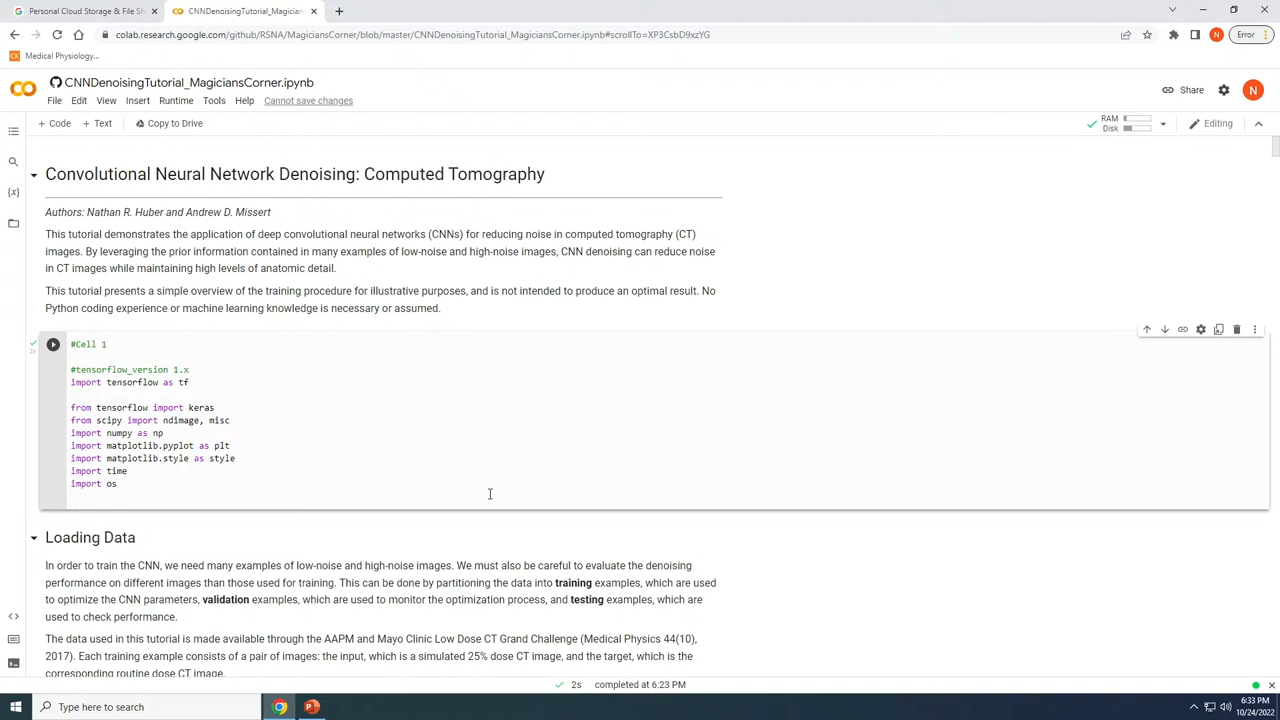 Personal Cloud Storage & File Sh
CNNDenoisingTutorial_Magician
colab.research.google.com/github/RSNA/MagiciansCorner/blob/master/CNNDenoisingTutorial_MagiciansCorner.ipynb#scrollTo=XP3CsbD9xzYG
N
Error
CK Medical Physiology...
CNNDenoisingTutorial_MagiciansCorner.ipynb
Share
N
File Edit View Insert Runtime Tools Help Cannot save changes
+ Code + Text Copy to Drive
RAM
Disk
Editing
{x}
Convolutional Neural Network Denoising: Computed Tomography
Authors: Nathan R. Huber and Andrew D. Missert
This tutorial demonstrates the application of deep convolutional neural networks (CNNs) for reducing noise in computed tomography (CT)
images. By leveraging the prior information contained in many examples of low-noise and high-noise images, CNN denoising can reduce noise
in CT images while maintaining high levels of anatomic detail.
This tutorial presents a simple overview of the training procedure for illustrative purposes, and is not intended to produce an optimal result. No
Python coding experience or machine learning knowledge is necessary or assumed.
2s
#Cell 1
#tensorflow_version 1.x
import tensorflow as tf
from tensorflow import keras
from scipy import ndimage, misc
import numpy as np
import matplotlib.pyplot as plt
import matplotlib.style as style
import time
import os
Loading Data
In order to train the CNN, we need many examples of low-noise and high-noise images. We must also be careful to evaluate the denoising
performance on different images than those used for training. This can be done by partitioning the data into training examples, which are used
to optimize the CNN parameters, validation examples, which are used to monitor the optimization process, and testing examples, which are
used to check performance.
The data used in this tutorial is made available through the AAPM and Mayo Clinic Low Dose CT Grand Challenge (Medical Physics 44(10),
2017). Each training example consists of a pair of images: the input, which is a simulated 25% dose CT image, and the target, which is the
corresponding routine dose CT image.
2s completed at 6:23 PM
Type here to search
6:33 PM
10/24/2022